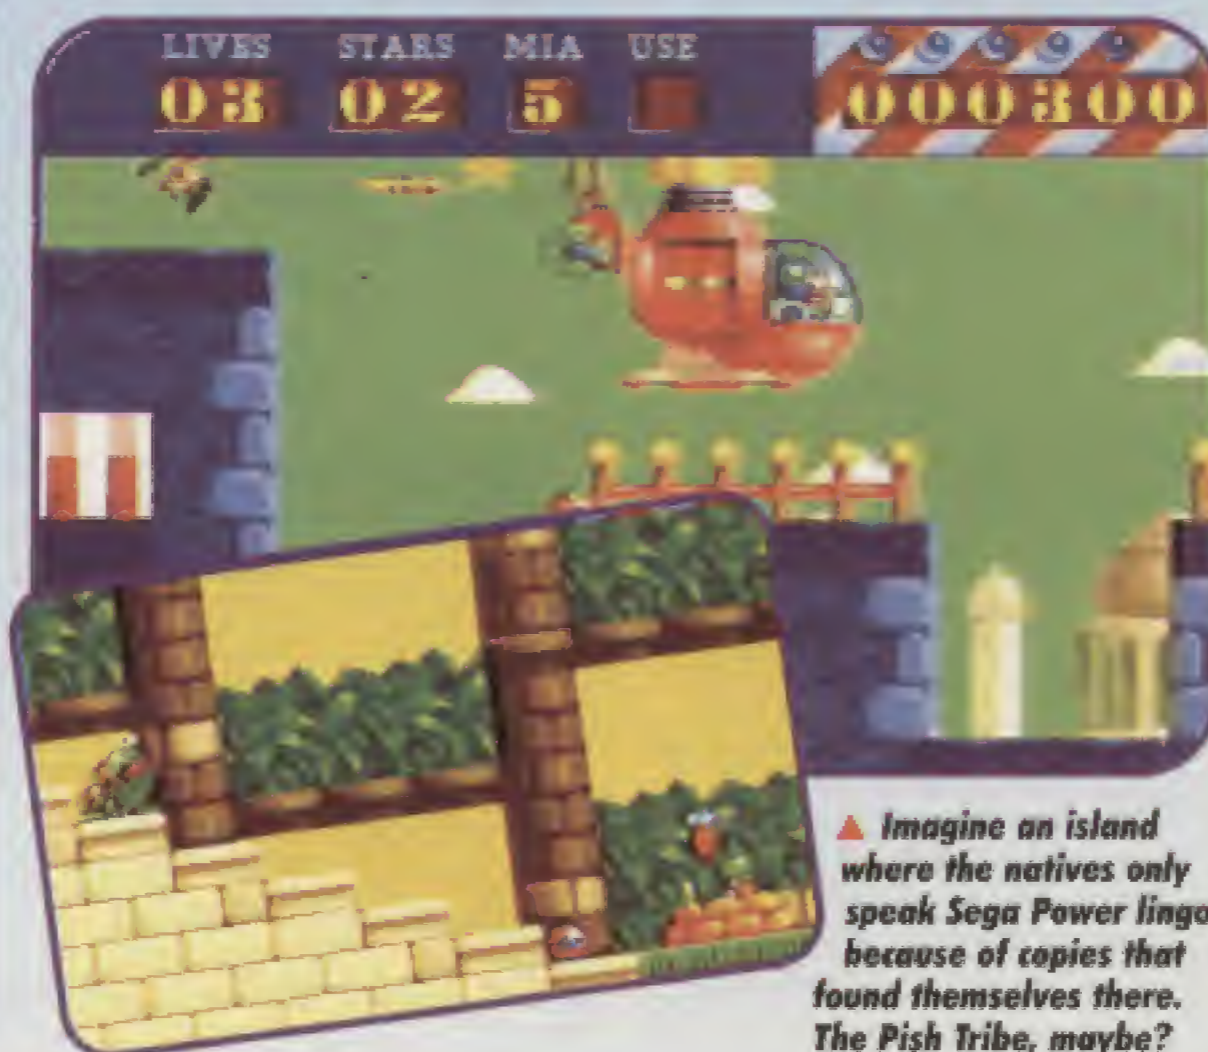 LIVES STARS MIA USE
03 02 5 000300
▲ Imagine an island
where the natives only
speak Sega Power lingo
because of copies that
found themselves there.
The Pish Tribe, maybe?